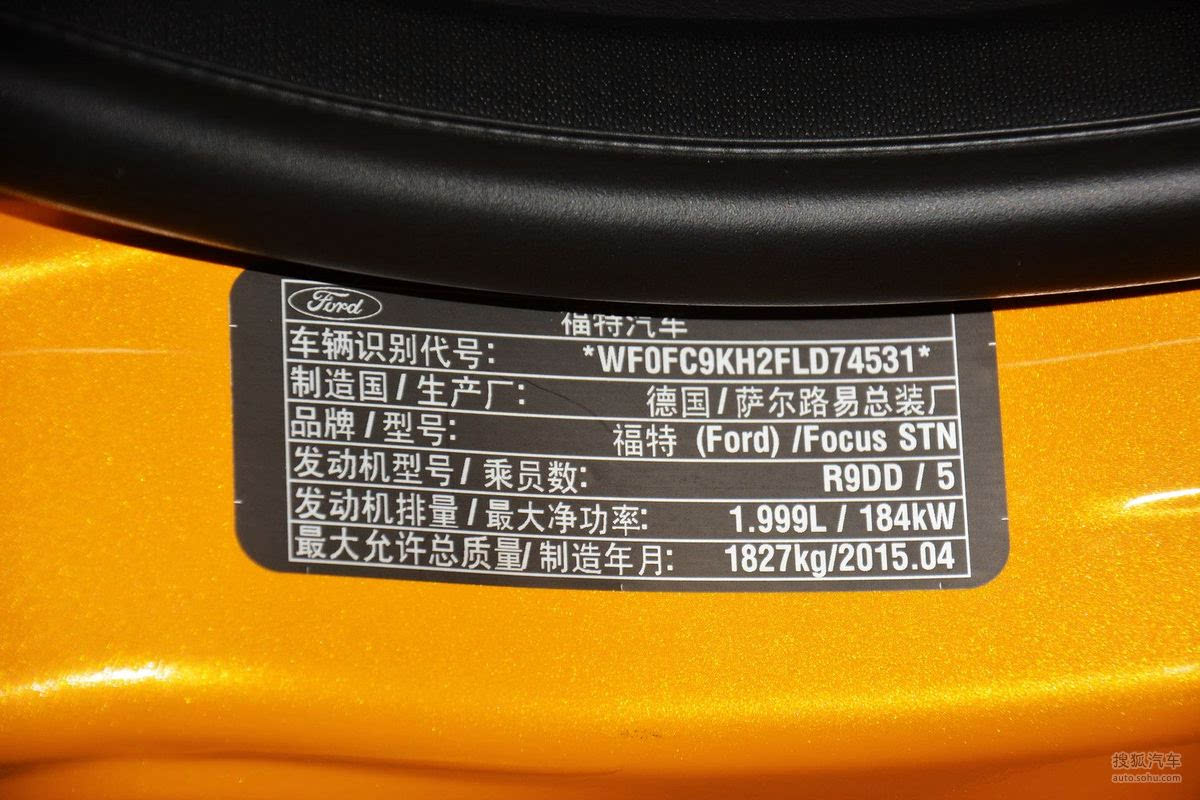 Ford
福特汽车
车辆识别代号: *WF0FC9KH2FLD74531*
制造国/生产厂: 德国/萨尔路易总装厂
品牌/型号: 福特 (Ford) /Focus STN
发动机型号/乘员数: R9DD / 5
发动机排量/最大净功率: 1.999L / 184kW
最大允许总质量/制造年月: 1827kg/2015.04
搜狐汽车
auto.sohu.com